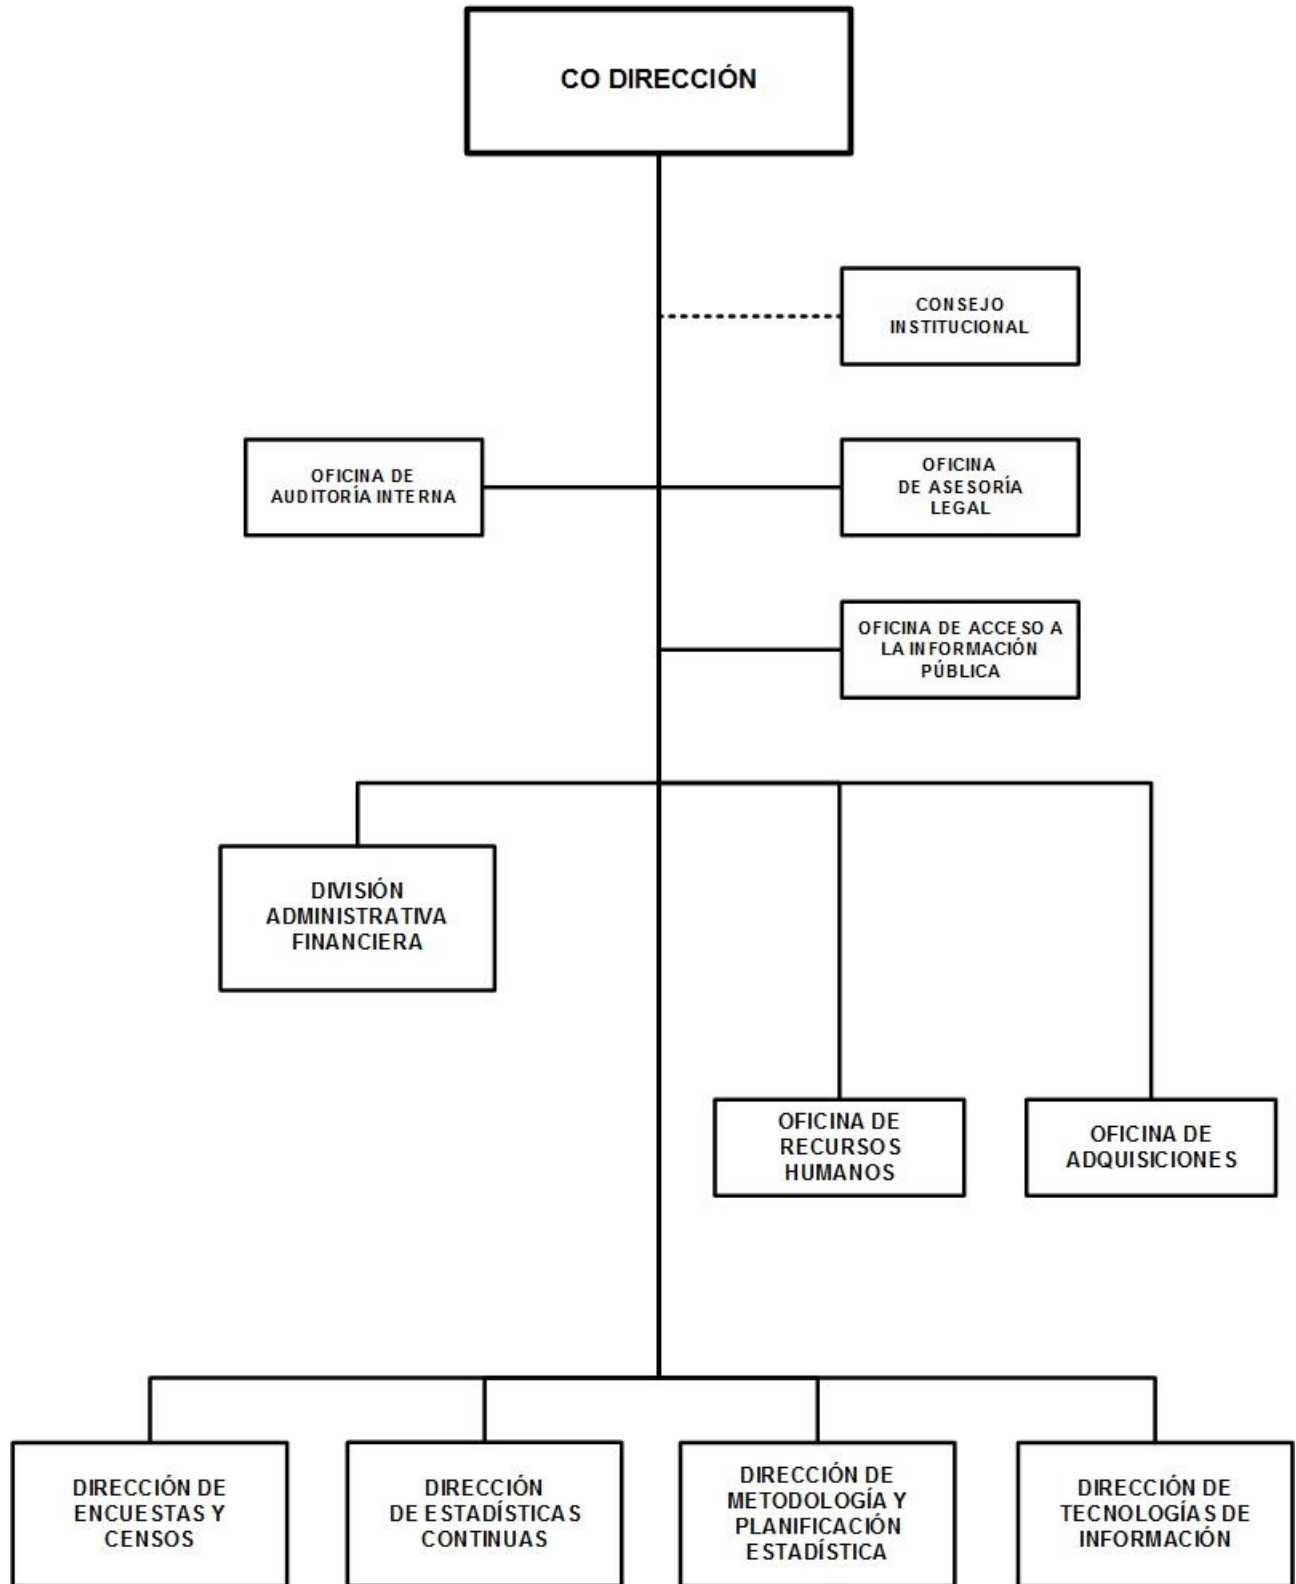 CO DIRECCIÓN
CONSEJO
INSTITUCIONAL
OFICINA DE
AUDITORÍA INTERNA
OFICINA
DE ASESORÍA
LEGAL
OFICINA DE ACCESO A
LA INFORMACIÓN
PÚBLICA
DIVISIÓN
ADMINISTRATIVA
FINANCIERA
OFICINA DE
RECURSOS
HUMANOS
OFICINA DE
ADQUISICIONES
DIRECCIÓN DE
ENCUESTAS Y
CENSOS
DIRECCIÓN
DE ESTADÍSTICAS
CONTINUAS
DIRECCIÓN DE
METODOLOGÍA Y
PLANIFICACIÓN
ESTADÍSTICA
DIRECCIÓN DE
TECNOLOGÍAS DE
INFORMACIÓN